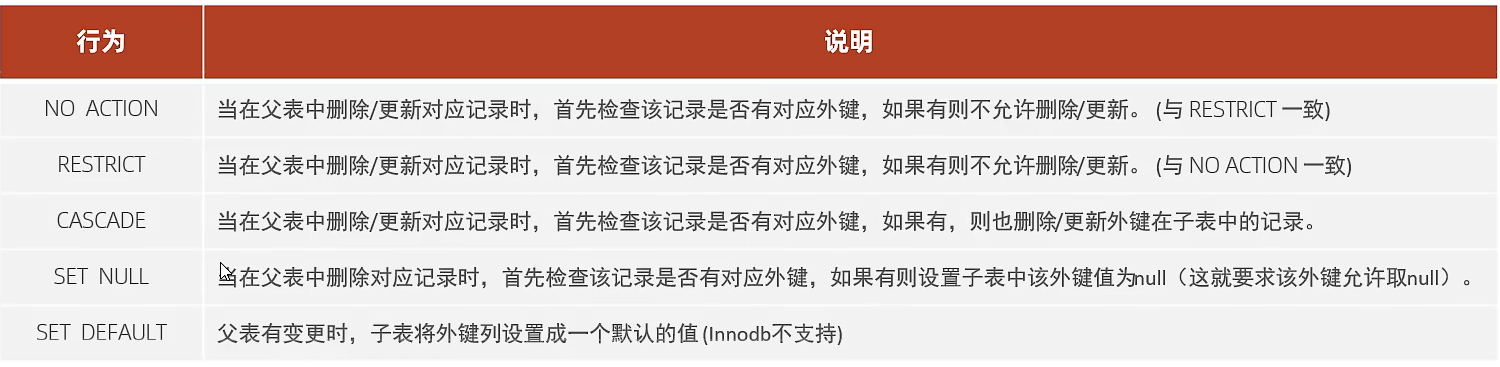 行为 说明
NO ACTION 当在父表中删除/更新对应记录时，首先检查该记录是否有对应外键，如果有则不允许删除/更新。 (与 RESTRICT 一致)
RESTRICT 当在父表中删除/更新对应记录时，首先检查该记录是否有对应外键，如果有则不允许删除/更新。 (与 NO ACTION 一致)
CASCADE 当在父表中删除/更新对应记录时，首先检查该记录是否有对应外键，如果有，则也删除/更新外键在子表中的记录。
SET NULL 当在父表中删除对应记录时，首先检查该记录是否有对应外键，如果有则设置子表中该外键值为null（这就要求该外键允许取null）。
SET DEFAULT 父表有变更时，子表将外键列设置成一个默认的值 (Innodb不支持)